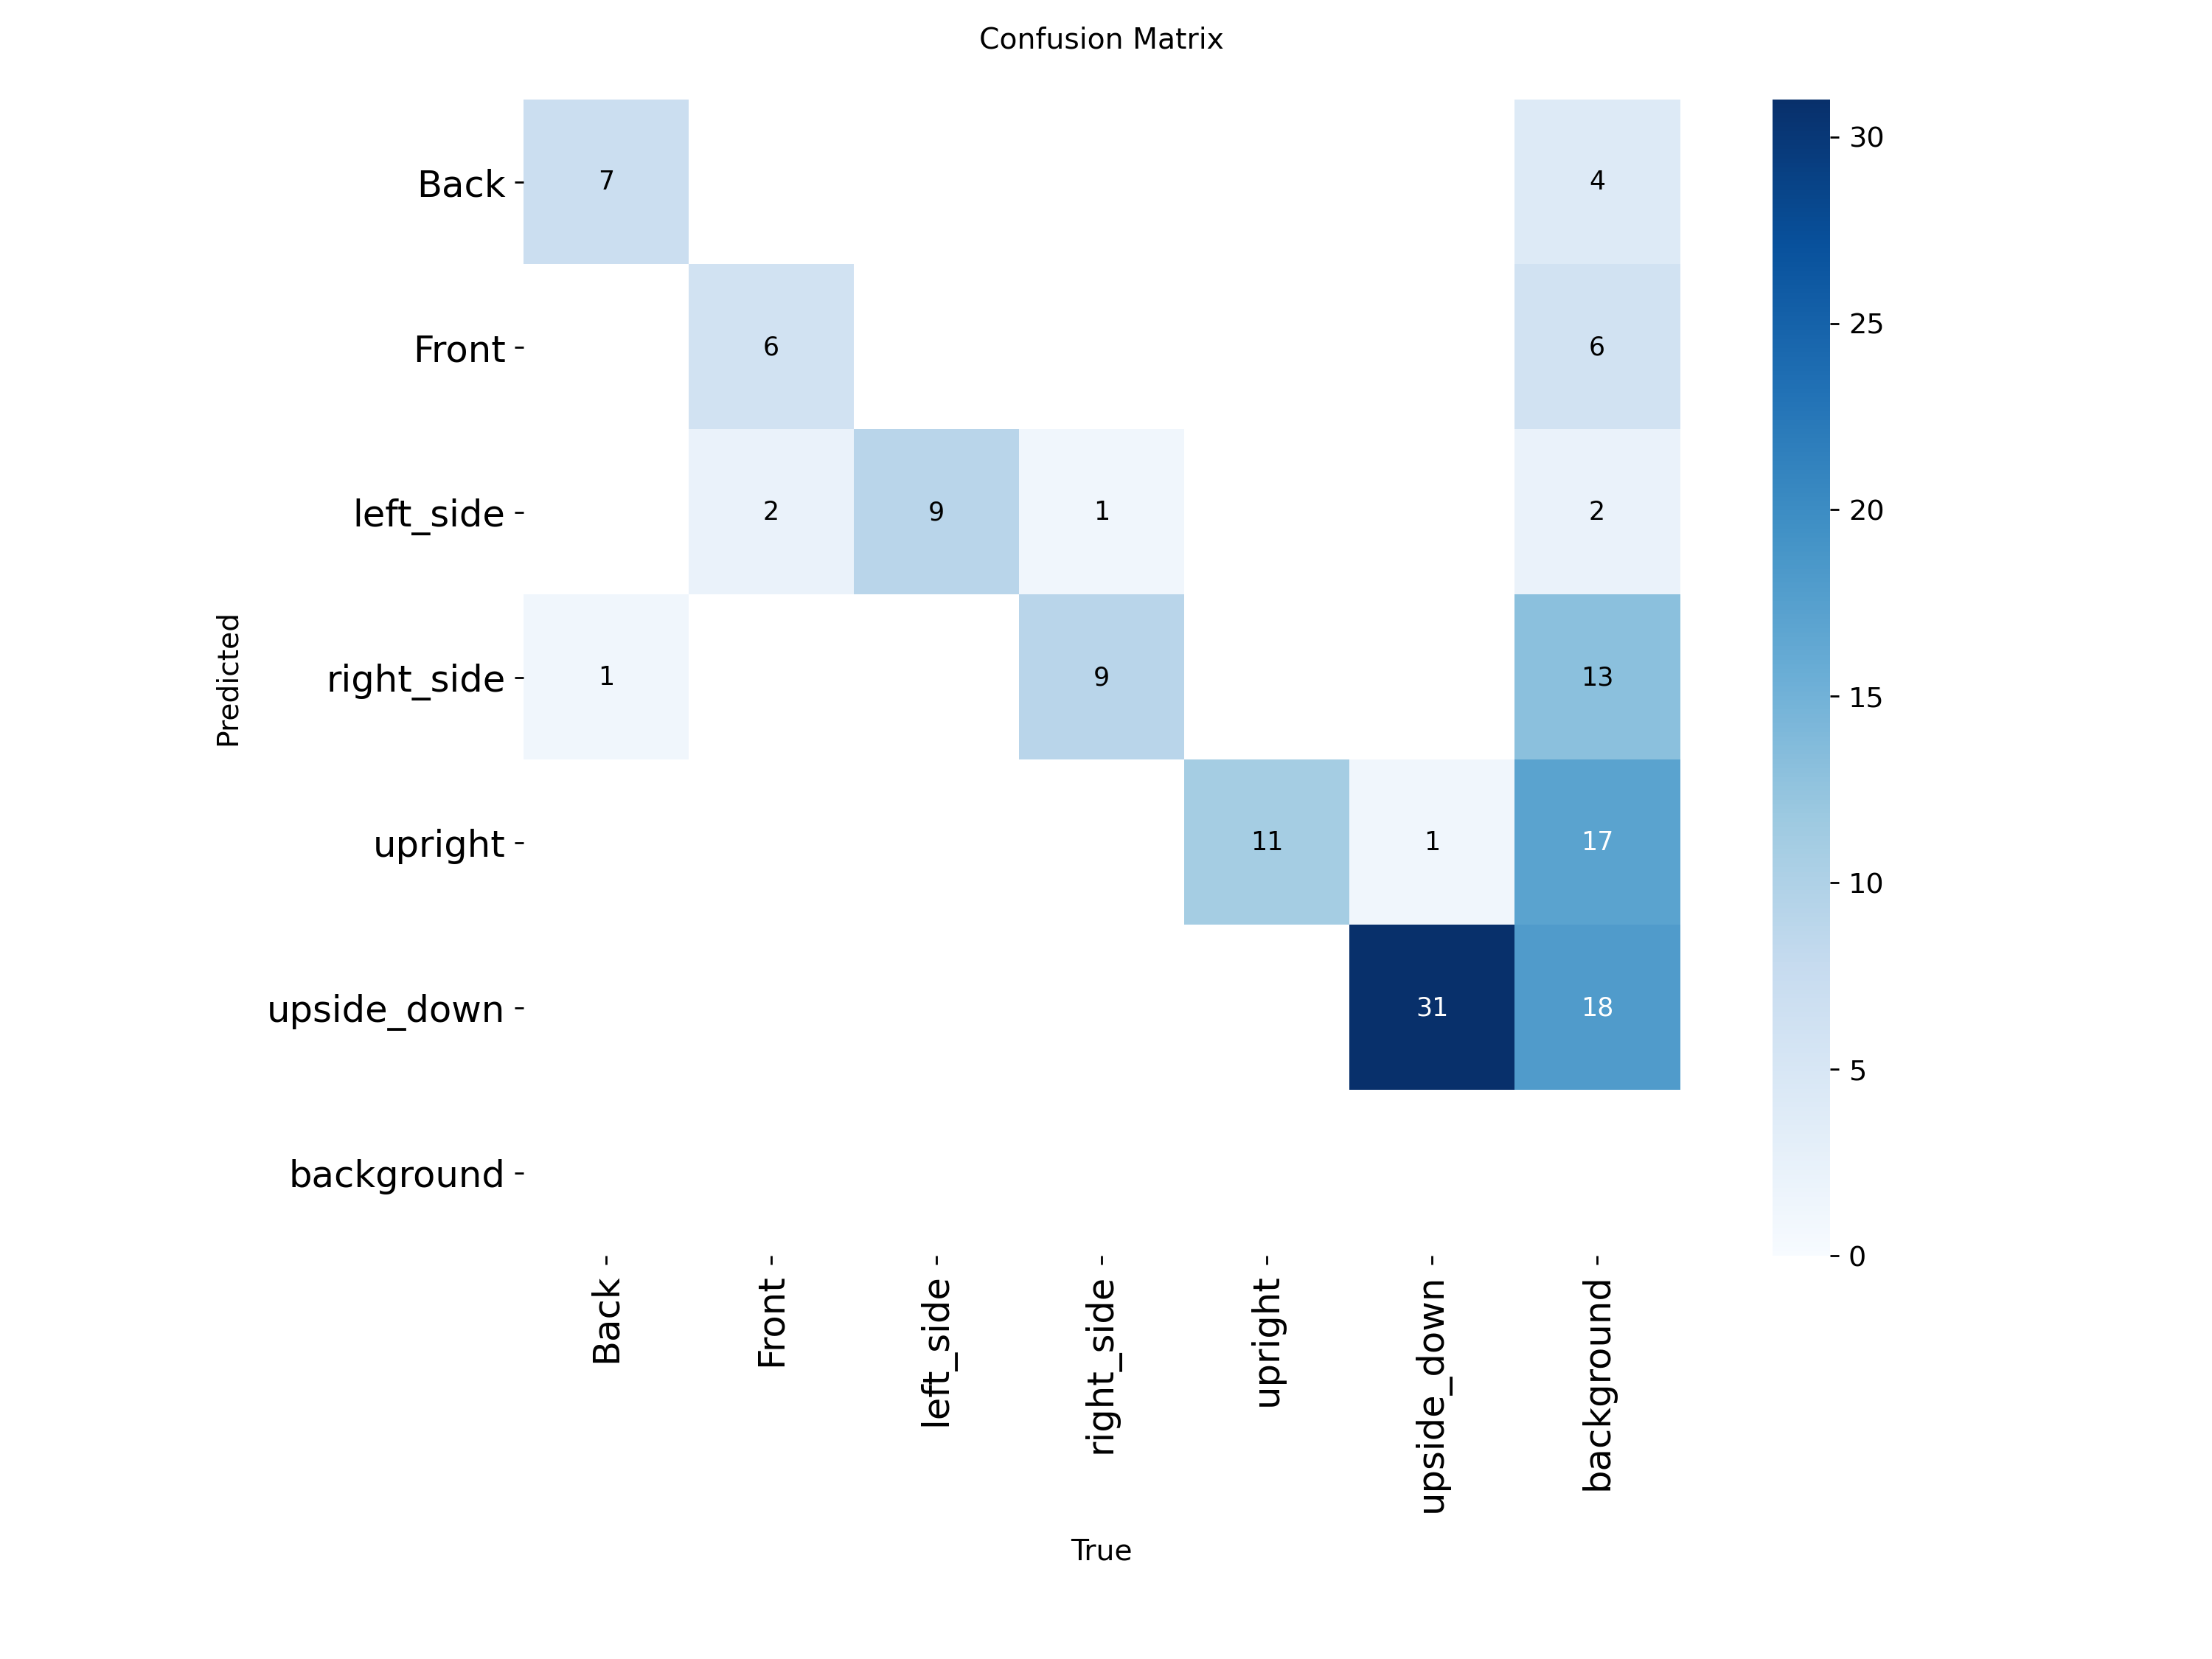 Confusion Matrix
Back
7
4
Front
6
6
left_side
2
9
1
2
right_side
1
9
13
upright
11
1
17
upside_down
31
18
background
Predicted
Back
Front
left_side
right_side
upright
upside_down
background
True
30
25
20
15
10
5
0